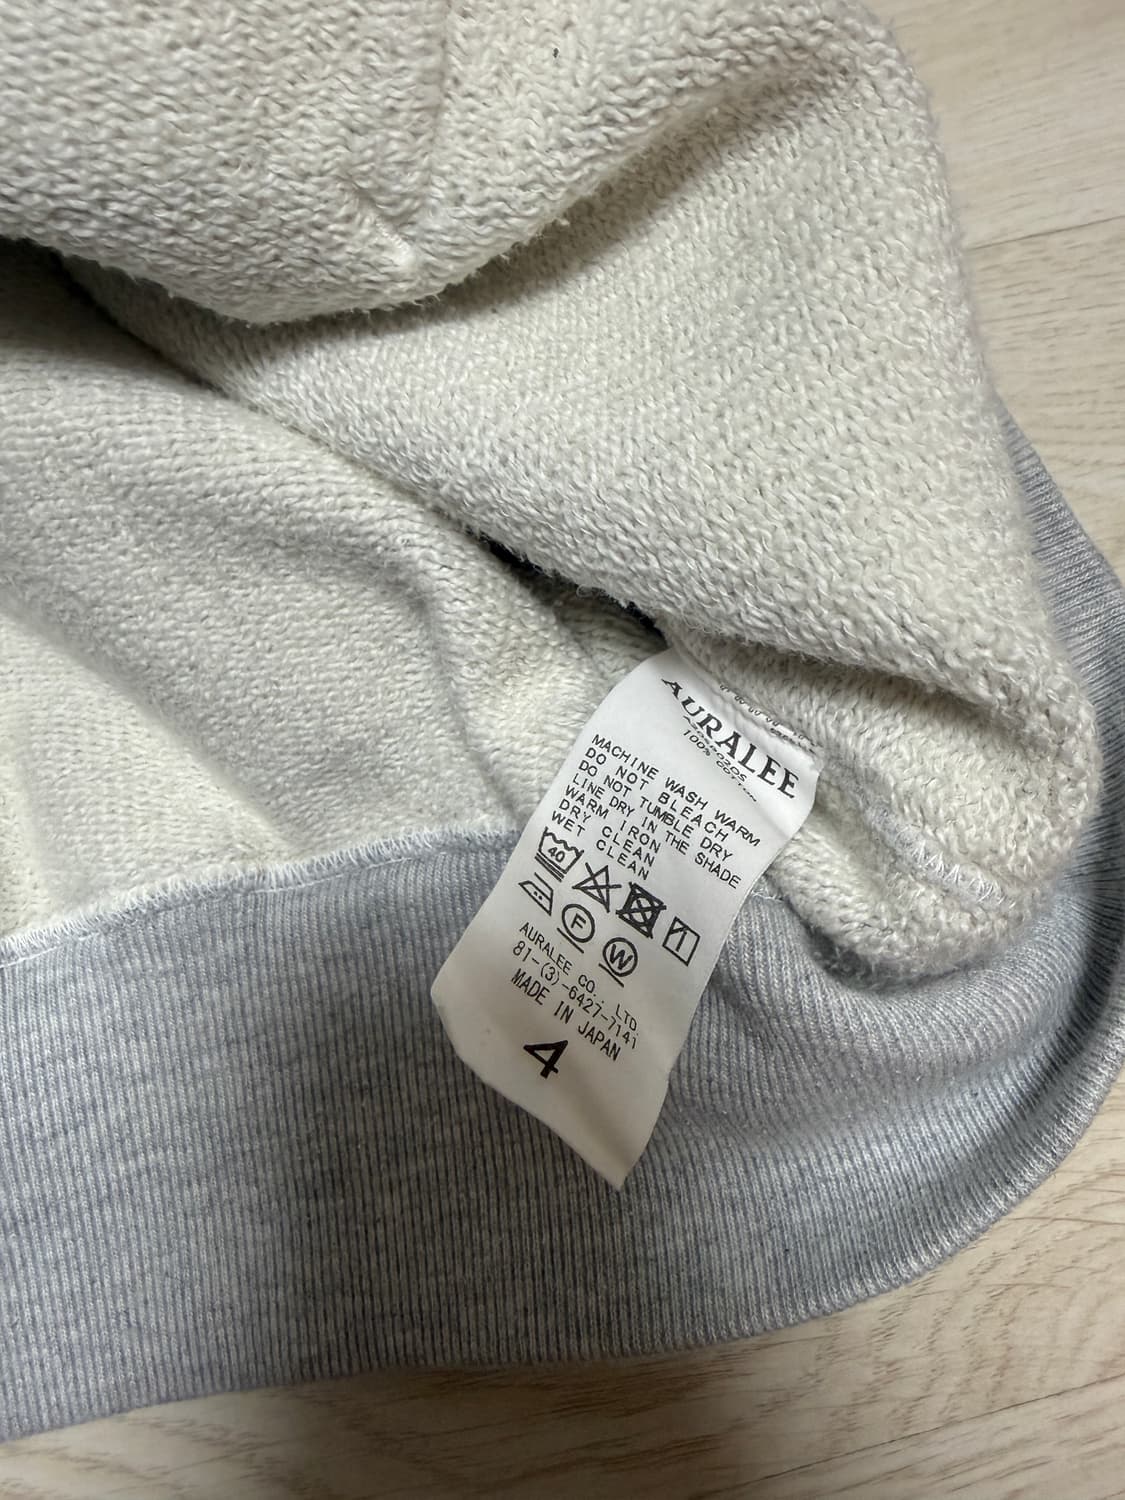 AURALEE
100% COTTON
MACHINE WASH WARM
DO NOT BLEACH
DO NOT TUMBLE DRY
LINE DRY IN THE SHADE
WARM IRON
DRY CLEAN
WET CLEAN
40
F
W
AURALEE CO., LTD.
81-(3)-6427-7141
MADE IN JAPAN
4